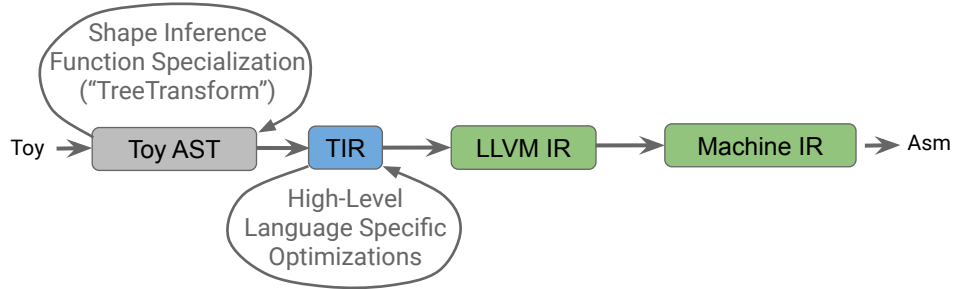 Shape Inference
Function Specialization
(“TreeTransform”)
Toy
Toy AST
TIR
LLVM IR
Machine IR
Asm
High-Level
Language Specific
Optimizations